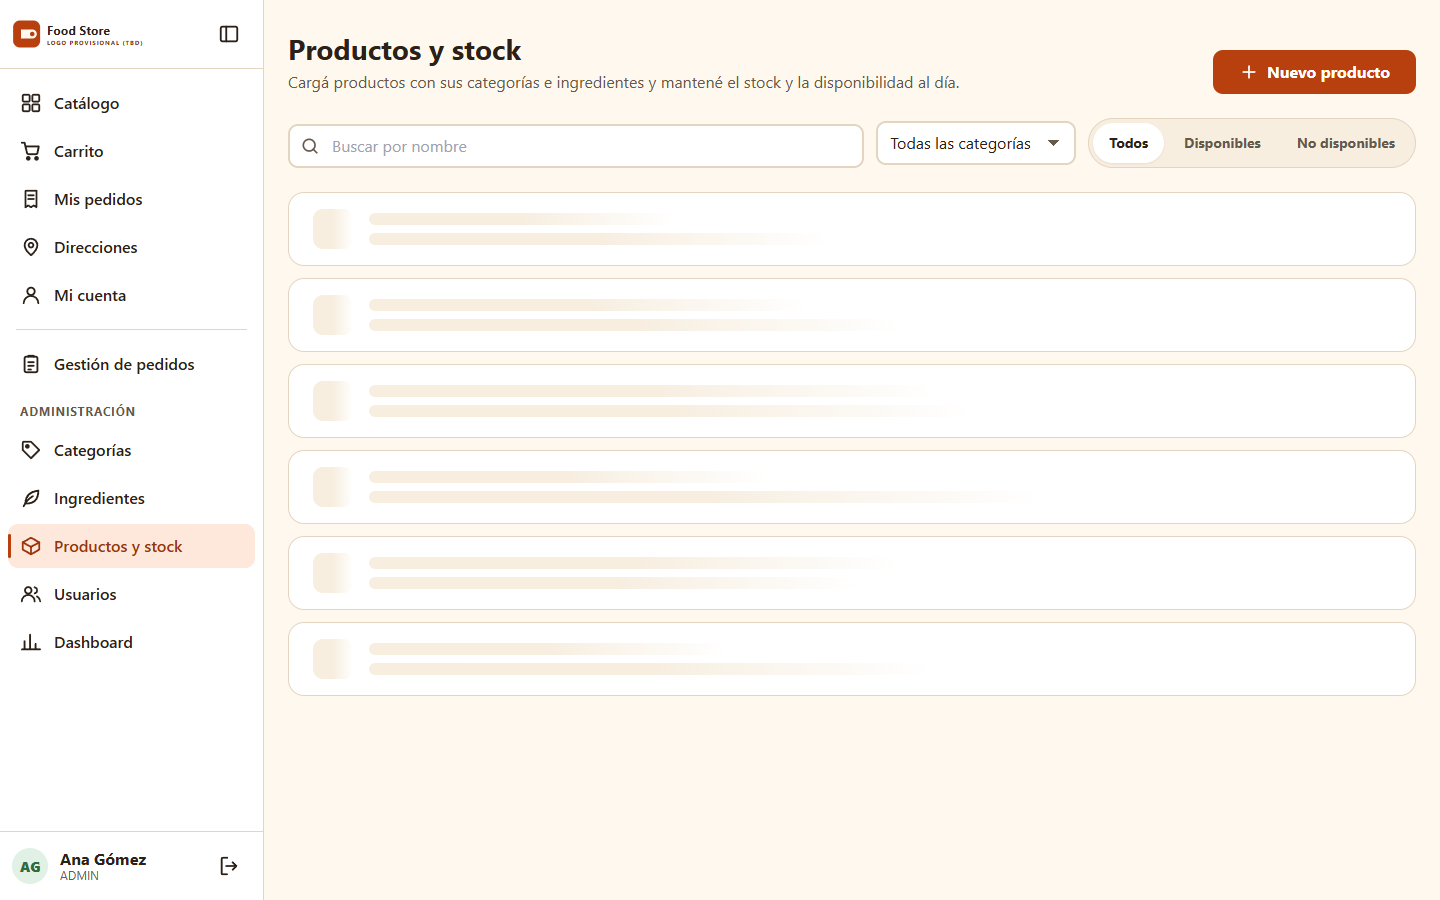 Food Store
LOGO PROVISIONAL (TBD)
Catálogo
Carrito
Mis pedidos
Direcciones
Mi cuenta
Gestión de pedidos
ADMINISTRACIÓN
Categorías
Ingredientes
Productos y stock
Usuarios
Dashboard
AG
Ana Gómez
ADMIN
Productos y stock
Cargá productos con sus categorías e ingredientes y mantené el stock y la disponibilidad al día.
Nuevo producto
Buscar por nombre
Todas las categorías
Todos
Disponibles
No disponibles